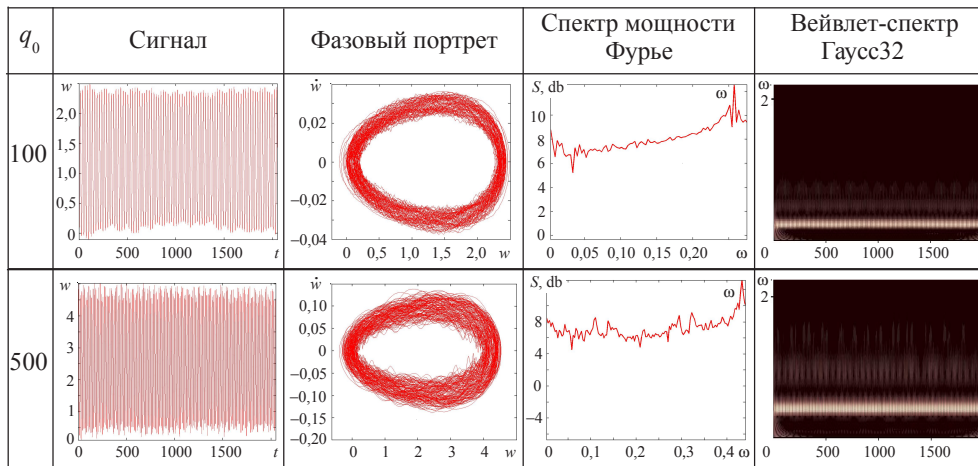 q0 Сигнал Фазовый портрет Спектр мощности Фурье Вейвлет-спектр Гаусс32
100
w
2,0
1,5
1,0
0,5
0
0 500 1000 1500 t
ẇ
0,02
0
−0,02
−0,04
0 0,5 1,0 1,5 2,0 w
S, db
ω
10
8
6
4
2
0
0 0,05 0,10 0,20 ω
ω
2
0 500 1000 1500
500
w
4
3
2
1
0
0 500 1000 1500 t
ẇ
0,10
0,05
0
−0,05
−0,10
−0,13
−0,20
0 1 2 3 4 w
S, db
ω
8
4
0
−4
0 0,1 0,2 0,3 0,4 ω
ω
2
0 500 1000 1500